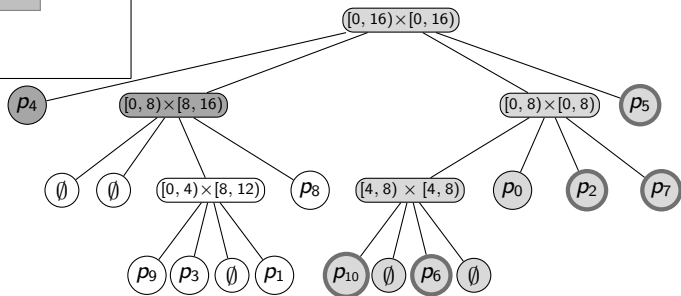 [0, 16)×[0, 16)
p4 [0, 8)×[8, 16) [0, 8)×[0, 8) p5
∅ ∅ [0, 4)×[8, 12) p8 [4, 8) × [4, 8) p0 p2 p7
p9 p3 ∅ p1 p10 ∅ p6 ∅